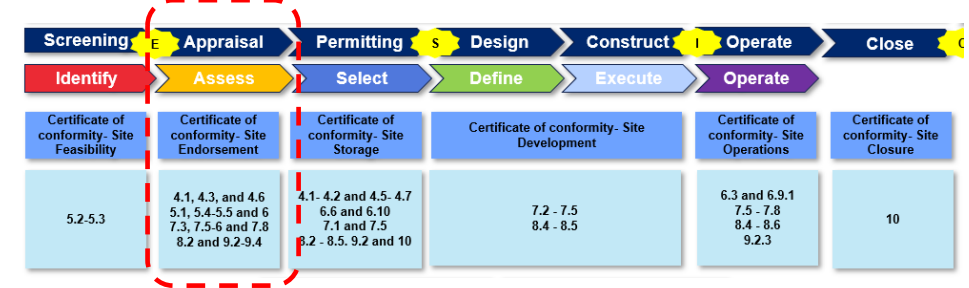 Screening E Appraisal Permitting S Design Construct I Operate Close
Identify Assess Select Define Execute Operate
Certificate of
conformity- Site
Feasibility
Certificate of
conformity- Site
Endorsement
Certificate of
conformity- Site
Storage
Certificate of conformity- Site
Development
Certificate of
conformity- Site
Operations
Certificate of
conformity- Site
Closure
5.2-5.3
4.1, 4.3, and 4.6
5.1, 5.4-5.5 and 6
7.3, 7.5-6 and 7.8
8.2 and 9.2-9.4
4.1- 4.2 and 4.5- 4.7
6.6 and 6.10
7.1 and 7.5
8.2 - 8.5. 9.2 and 10
7.2 - 7.5
8.4 - 8.5
6.3 and 6.9.1
7.5 - 7.8
8.4 - 8.6
9.2.3
10